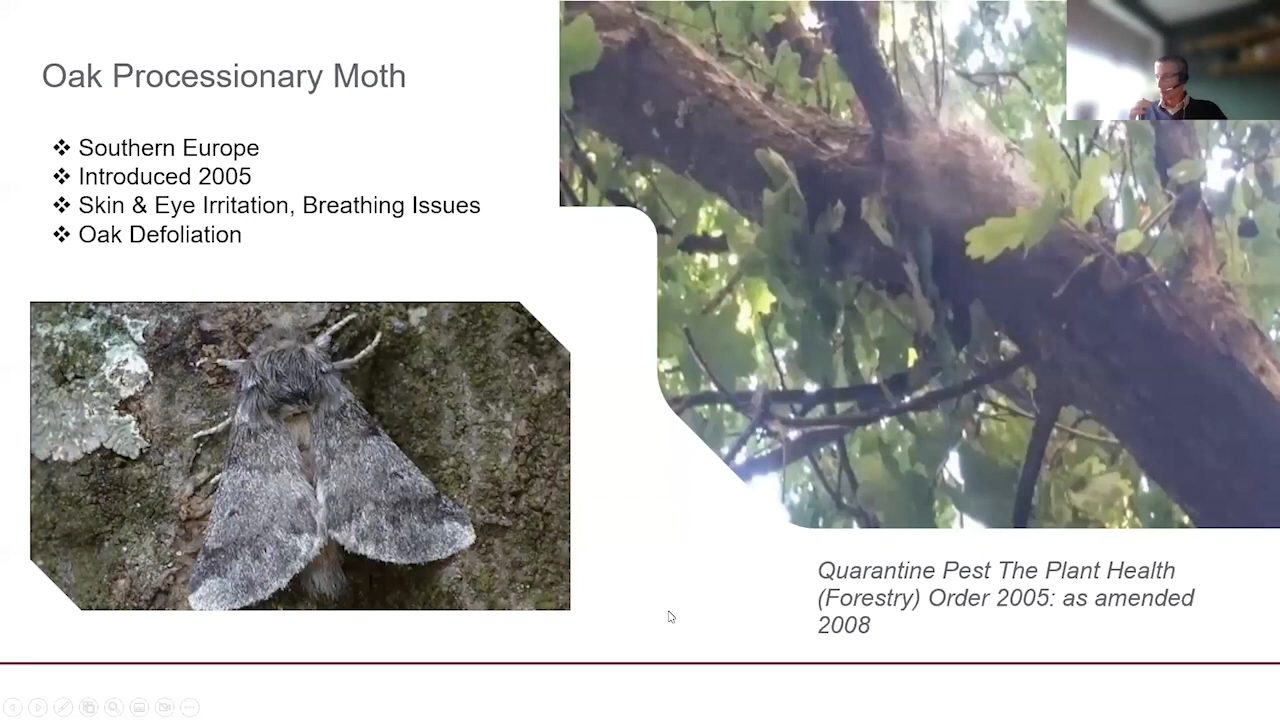 Oak Processionary Moth
❖ Southern Europe
❖ Introduced 2005
❖ Skin & Eye Irritation, Breathing Issues
❖ Oak Defoliation
Quarantine Pest The Plant Health
(Forestry) Order 2005: as amended
2008